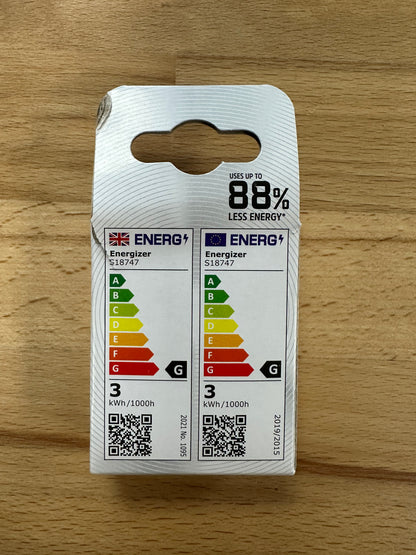 USES UP TO
88%
LESS ENERGY*
ENERG
Energizer
S18747
A
B
C
D
E
F
G
G
3
kWh/1000h
2021 No. 1095
ENERG
Energizer
S18747
A
B
C
D
E
F
G
G
3
kWh/1000h
2019/2015